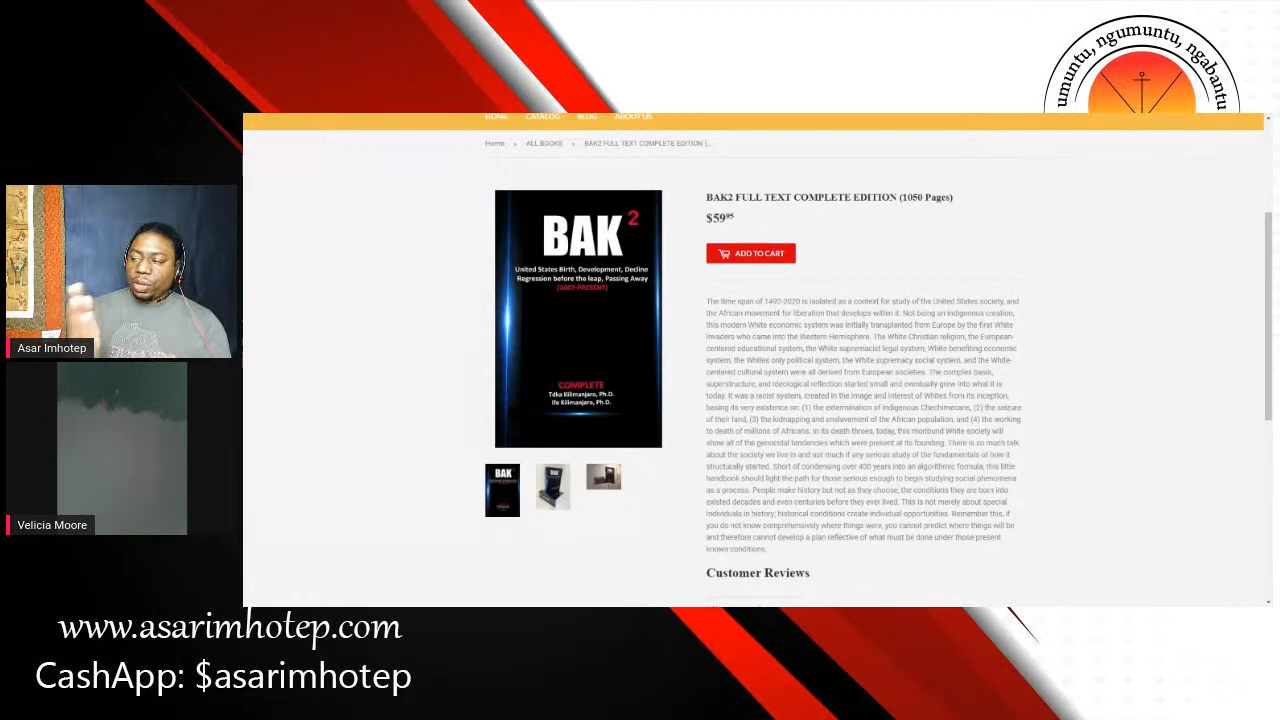 umuntu, ngumuntu, ngabantu
HOME CATALOG BLOG ABOUT US
Home › ALL BOOKS › BAK2 FULL TEXT COMPLETE EDITION (...
BAK2
United States Birth, Development, Decline
Regression before the leap, Passing Away
(1607-PRESENT)
COMPLETE
Tdka Kilimanjaro, Ph.D.
Ife Kilimanjaro, Ph.D.
BAK
BAK2 FULL TEXT COMPLETE EDITION (1050 Pages)
$59.95
ADD TO CART
The time span of 1492-2020 is isolated as a context for study of the United States society, and
the African movement for liberation that develops within it. Not being an indigenous creation,
this modern White economic system was initially transplanted from Europe by the first White
invaders who came into the Western Hemisphere. The White Christian religion, the European-
centered educational system, the White supremacist legal system, White-benefiting economic
system, the Whites only political system, the White supremacy social system, and the White-
centered cultural system were all derived from European societies. The complex basis,
superstructure, and ideological reflection started small and eventually grew into what it is
today. It was a racist system, created in the image and interest of Whites from its inception,
basing its very existence on: (1) the extermination of indigenous Chechimecans, (2) the seizure
of their land, (3) the kidnapping and enslavement of the African population, and (4) the working
to death of millions of Africans. In its death throes, today, this moribund White society will
show all of the genocidal tendencies which were present at its founding. There is so much talk
about the society we live in and not much if any serious study of the fundamentals of how it
structurally started. Short of condensing over 400 years into an algorithmic formula, this little
handbook should light the path for those serious enough to begin studying social phenomena
as a process. People make history but not as they choose, the conditions they are born into
existed decades and even centuries before they ever lived. This is not merely about special
individuals in history; historical conditions create individual opportunities. Remember this, if
you do not know comprehensively where things were, you cannot predict where things will be
and therefore cannot develop a plan reflective of what must be done under those present
known conditions.
Customer Reviews
Asar Imhotep
Velicia Moore
www.asarimhotep.com
CashApp: $asarimhotep